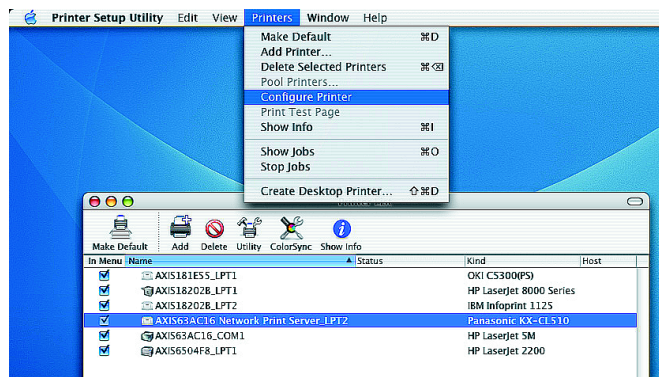 Printer Setup Utility Edit View Printers Window Help
Make Default ⌘D
Add Printer...
Delete Selected Printers ⌘⌫
Pool Printers...
Configure Printer
Print Test Page
Show Info ⌘I
Show Jobs ⌘O
Stop Jobs
Create Desktop Printer... ⇧⌘D
Make Default Add Delete Utility ColorSync Show Info
In Menu Name Status Kind Host
AXIS181E55_LPT1 OKI C5300(PS)
AXIS18202B_LPT1 HP LaserJet 8000 Series
AXIS18202B_LPT2 IBM Infoprint 1125
AXIS63AC16 Network Print Server_LPT2 Panasonic KX-CL510
AXIS63AC16_COM1 HP LaserJet 5M
AXIS6504F8_LPT1 HP LaserJet 2200